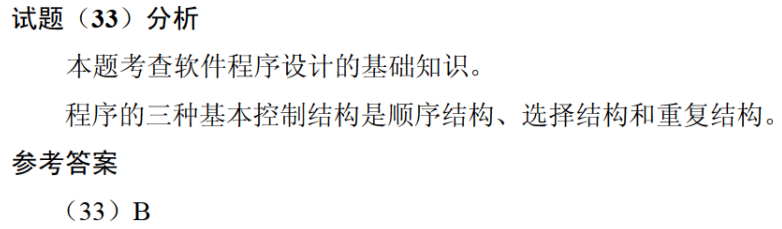 试题（33）分析
本题考查软件程序设计的基础知识。
程序的三种基本控制结构是顺序结构、选择结构和重复结构。
参考答案
（33）B